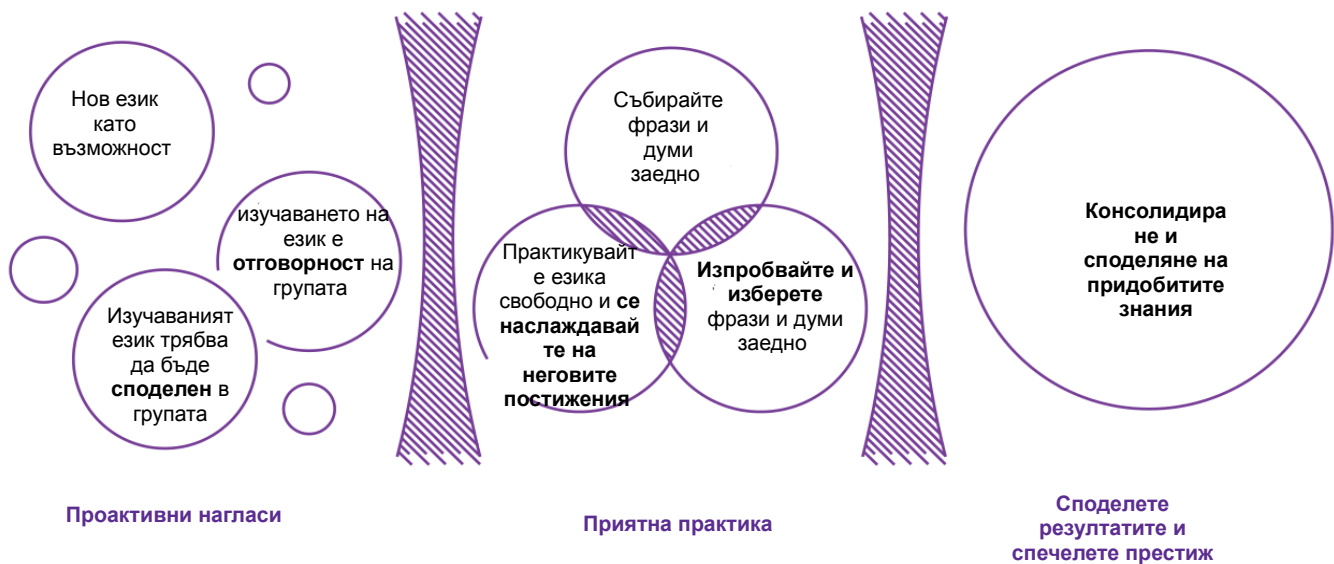 Нов език
като
възможност
изучаването на
език е
отговорност на
групата
Изучаваният
език трябва
да бъде
споделен в
групата
Проактивни нагласи
Събирайте
фрази и
думи
заедно
Практикувайт
е езика
свободно и се
наслаждавай
те на
неговите
постижения
Изпробвайте и
изберете
фрази и думи
заедно
Приятна практика
Консолидира
не и
споделяне на
придобитите
знания
Споделете
резултатите и
спечелете престиж